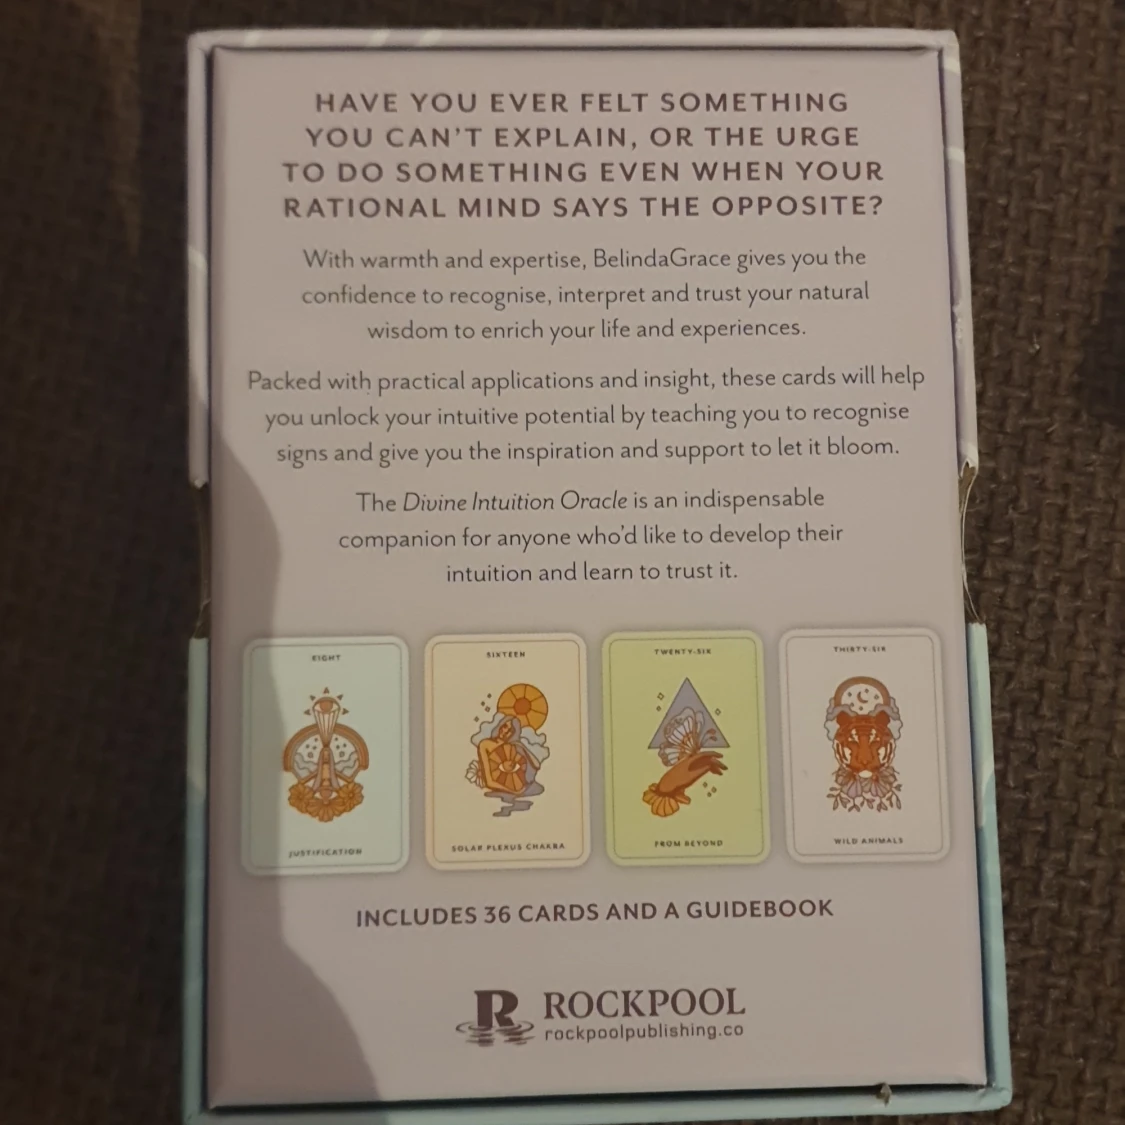 HAVE YOU EVER FELT SOMETHING
YOU CAN'T EXPLAIN, OR THE URGE
TO DO SOMETHING EVEN WHEN YOUR
RATIONAL MIND SAYS THE OPPOSITE?
With warmth and expertise, BelindaGrace gives you the
confidence to recognise, interpret and trust your natural
wisdom to enrich your life and experiences.
Packed with practical applications and insight, these cards will help
you unlock your intuitive potential by teaching you to recognise
signs and give you the inspiration and support to let it bloom.
The Divine Intuition Oracle is an indispensable
companion for anyone who'd like to develop their
intuition and learn to trust it.
EIGHT
JUSTIFICATION
SIXTEEN
SOLAR PLEXUS CHAKRA
TWENTY-SIX
FROM BEYOND
THIRTY-SIX
WILD ANIMALS
INCLUDES 36 CARDS AND A GUIDEBOOK
R ROCKPOOL
rockpoolpublishing.co